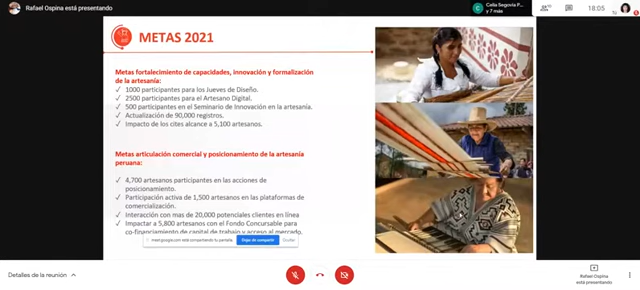 Rafael Ospina está presentando
Celia Segovia P...
y 7 más
18:05
METAS 2021
Metas fortalecimiento de capacidades, innovación y formalización
de la artesanía:
✓ 1000 participantes para los Jueves de Diseño.
✓ 2500 participantes para el Artesano Digital.
✓ 500 participantes en el Seminario de Innovación en la artesanía.
✓ Actualización de 90,000 registros.
✓ Impacto de los cites alcance a 5,100 artesanos.
Metas articulación comercial y posicionamiento de la artesanía
peruana:
✓ 4,700 artesanos participantes en las acciones de
posicionamiento.
✓ Participación activa de 1,500 artesanos en las plataformas de
comercialización.
✓ Interacción con mas de 20,000 potenciales clientes en línea
✓ Impactar a 5,800 artesanos con el Fondo Concursable para
co-financiamiento de capital de trabajo y acceso al mercado.
meet.google.com está compartiendo tu pantalla. Dejar de compartir Ocultar
Detalles de la reunión
Rafael Ospina
está presentando